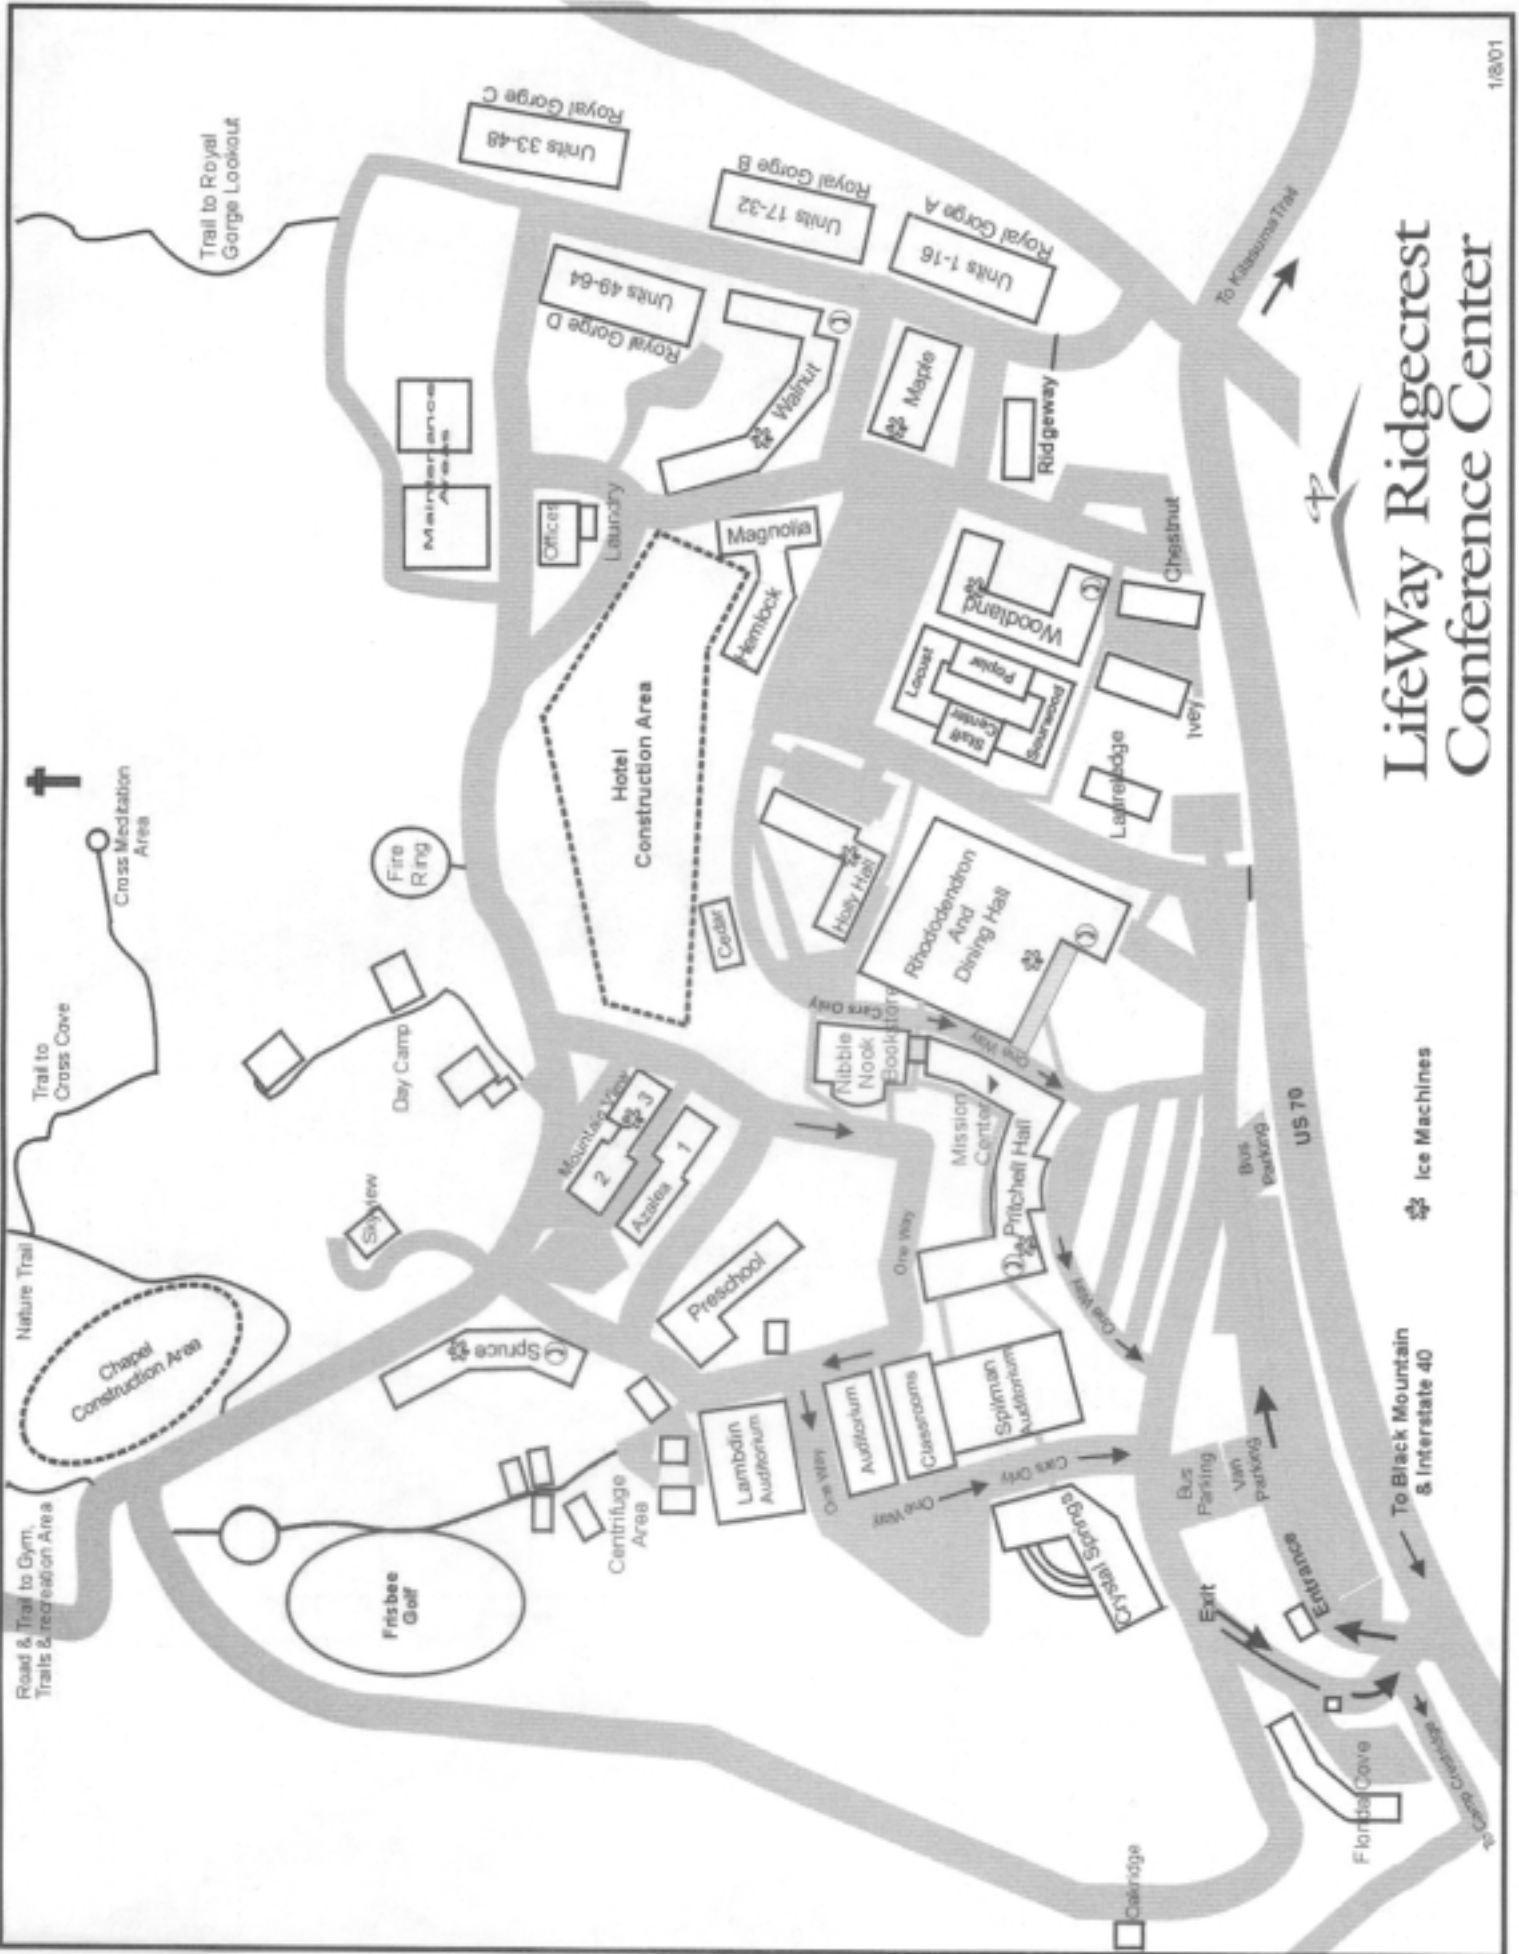 Road & Trail to Gym,
Trails & recreation Area
Nature Trail
Trail to
Cross Cove
Cross Meditation
Area
Trail to Royal
Gorge Lookout
Chapel
Construction Area
Skyview
Day Camp
Fire
Ring
Maintenance
Areas
Royal Gorge C
Units 33-48
Frisbee
Golf
Spruce
Mountain View
2
3
Azalea
1
Hotel
Construction Area
Offices
Laundry
Units 49-64
Royal Gorge D
Royal Gorge B
Units 17-32
Centrifuge
Area
Preschool
Cedar
Hemlock
Magnolia
Walnut
Royal Gorge A
Units 1-16
Lambdin
Auditorium
One Way
Auditorium
Classrooms
Spilman
Auditorium
One Way
Nibble
Nook
Bookstore
Cars Only
One Way
Holly Hall
Maple
One Way
Cars Only
Mission
Center
Pritchell Hall
Rhododendron
And
Dining Hall
Locust
Poplar
Staff
Center
Sourwood
Woodland
Ridgeway
Crystal Springs
One Way
Laurelledge
Ivey
Chestnut
Oakridge
Exit
Bus
Parking
Van
Parking
Bus
Parking
To Kitasuma Trail
Entrance
US 70
Florida Cove
To Camp Crestridge
To Black Mountain
& Interstate 40
Ice Machines
LifeWay Ridgecrest
Conference Center
1/8/01